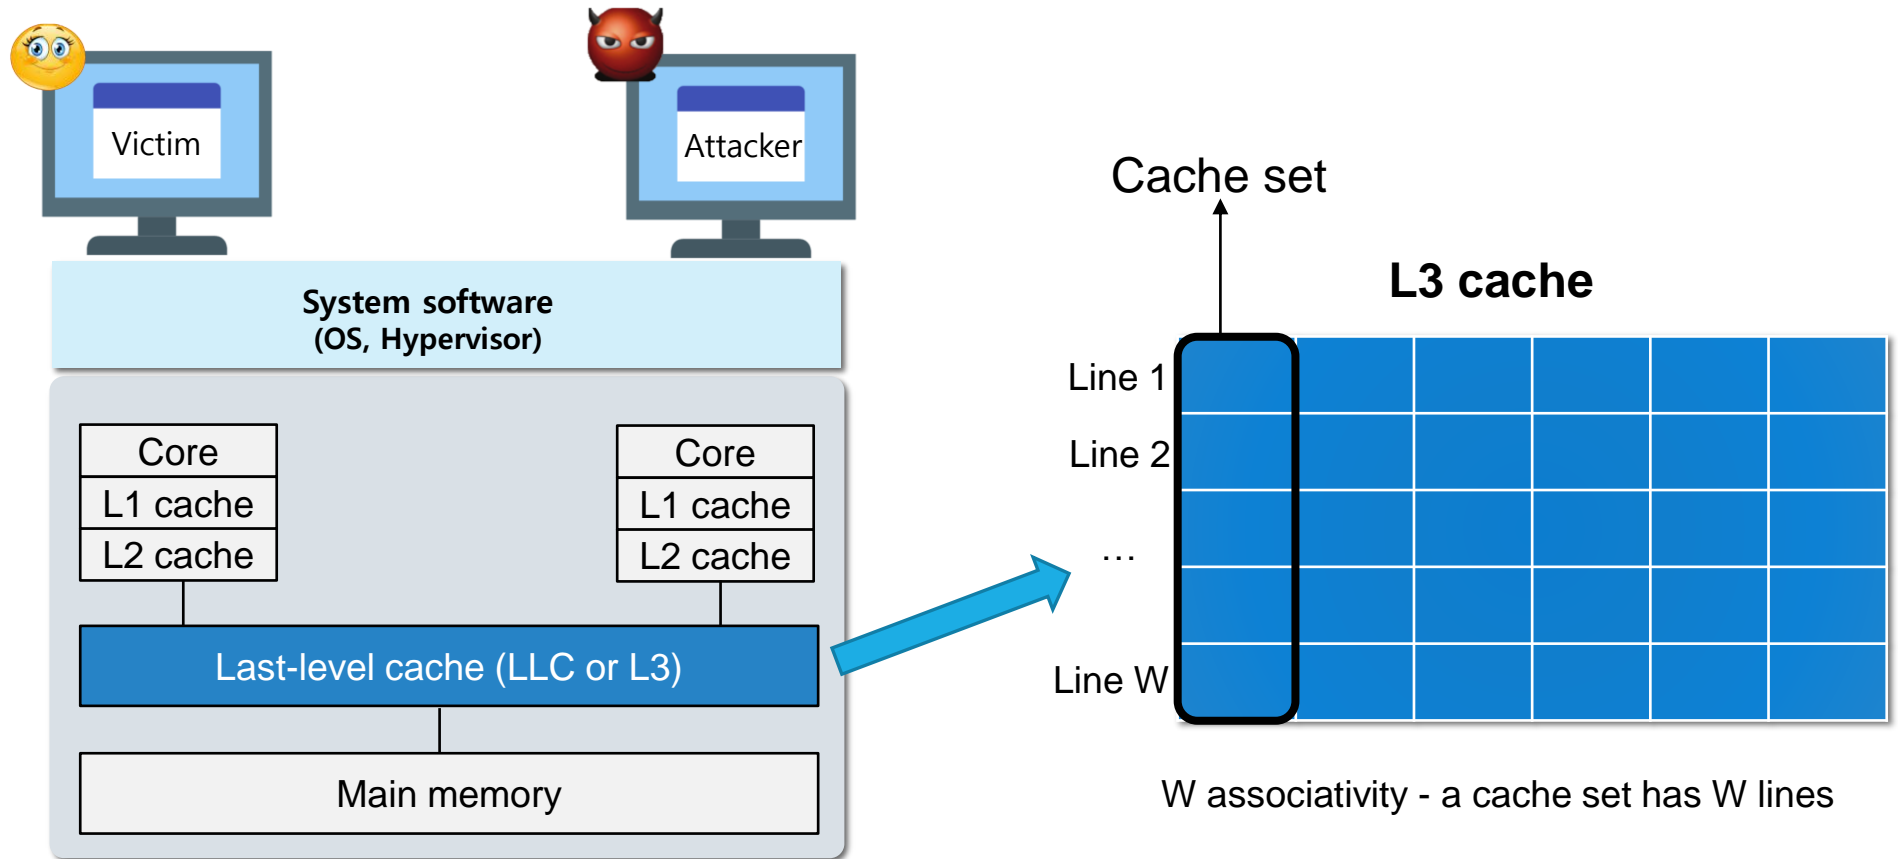 Victim
Attacker
System software
(OS, Hypervisor)
Core
L1 cache
L2 cache
Core
L1 cache
L2 cache
Last-level cache (LLC or L3)
Main memory
Cache set
L3 cache
Line 1
Line 2
…
Line W
W associativity - a cache set has W lines